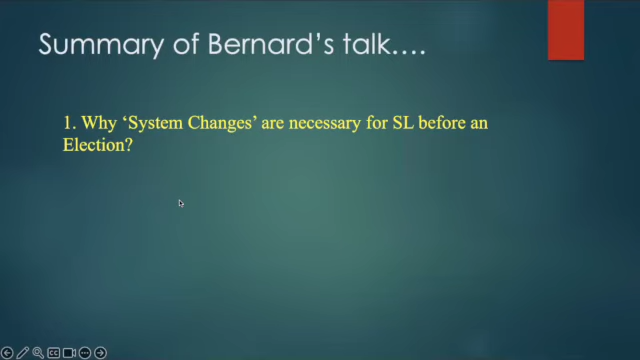 Summary of Bernard’s talk….
1. Why ‘System Changes’ are necessary for SL before an
Election?